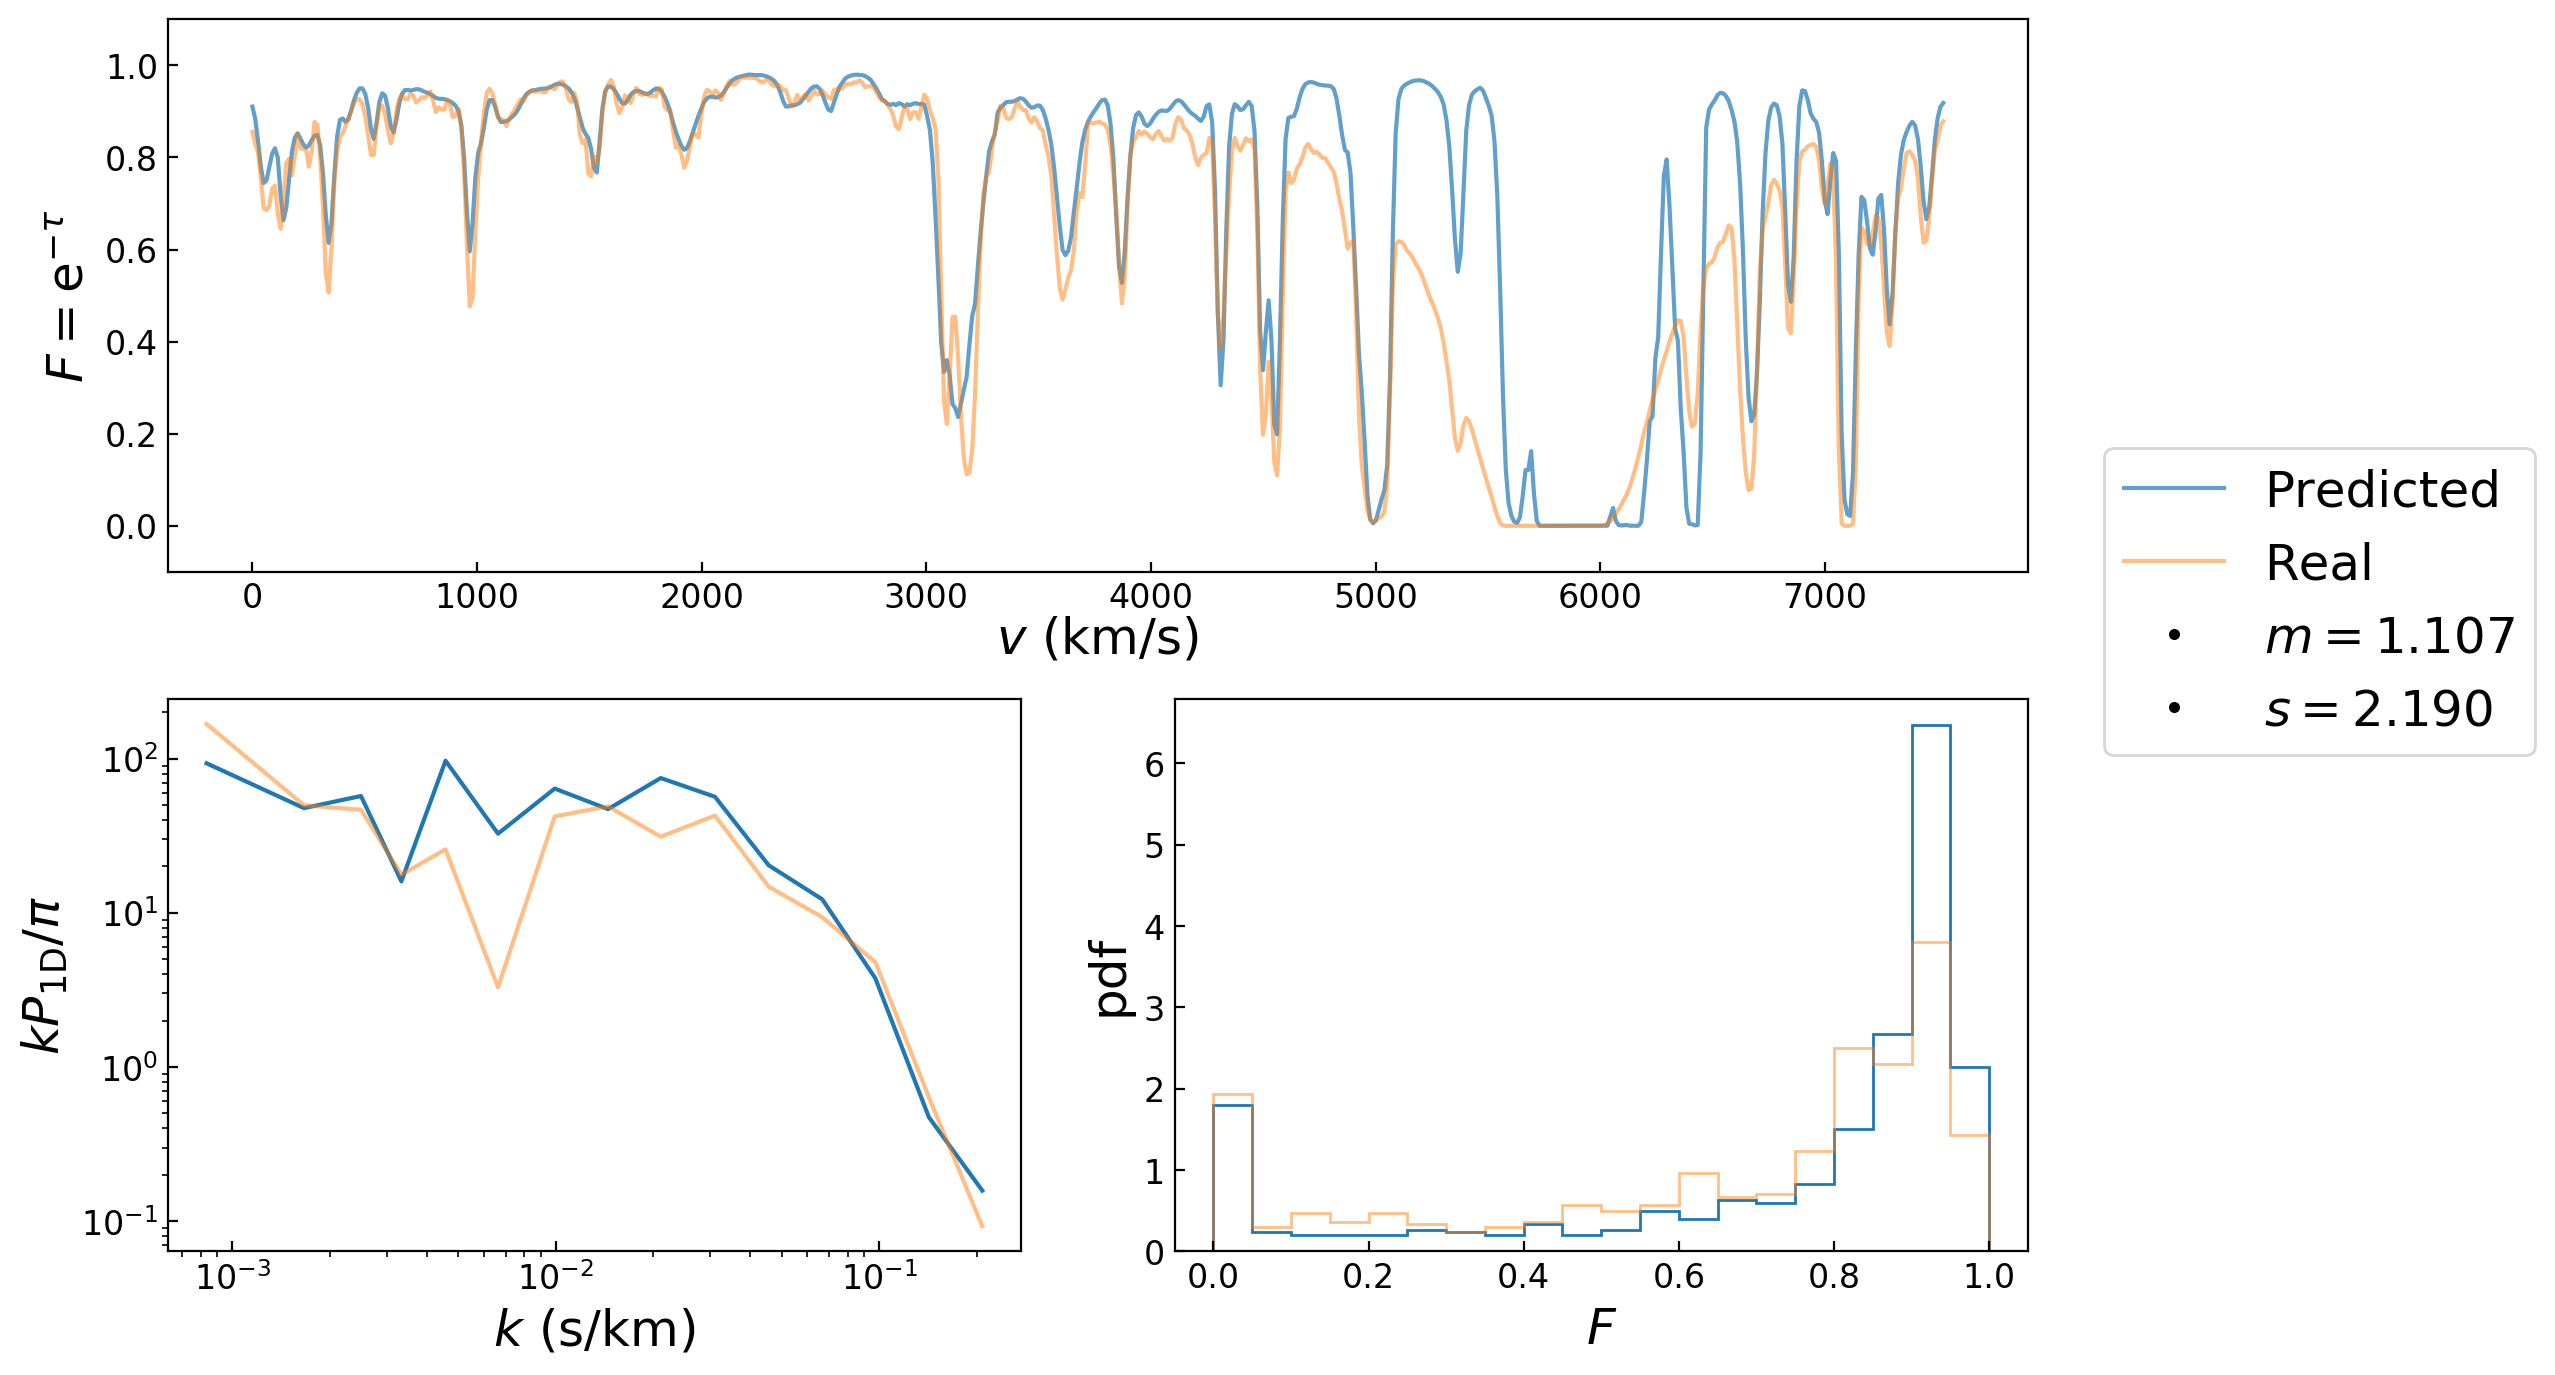 F = e^{−τ}
1.0
0.8
0.6
0.4
0.2
0.0
0 1000 2000 3000 4000 5000 6000 7000
v (km/s)
Predicted
Real
m = 1.107
s = 2.190
kP_{1D}/π
10^2
10^1
10^0
10^{−1}
10^{−3} 10^{−2} 10^{−1}
k (s/km)
pdf
6
5
4
3
2
1
0
0.0 0.2 0.4 0.6 0.8 1.0
F